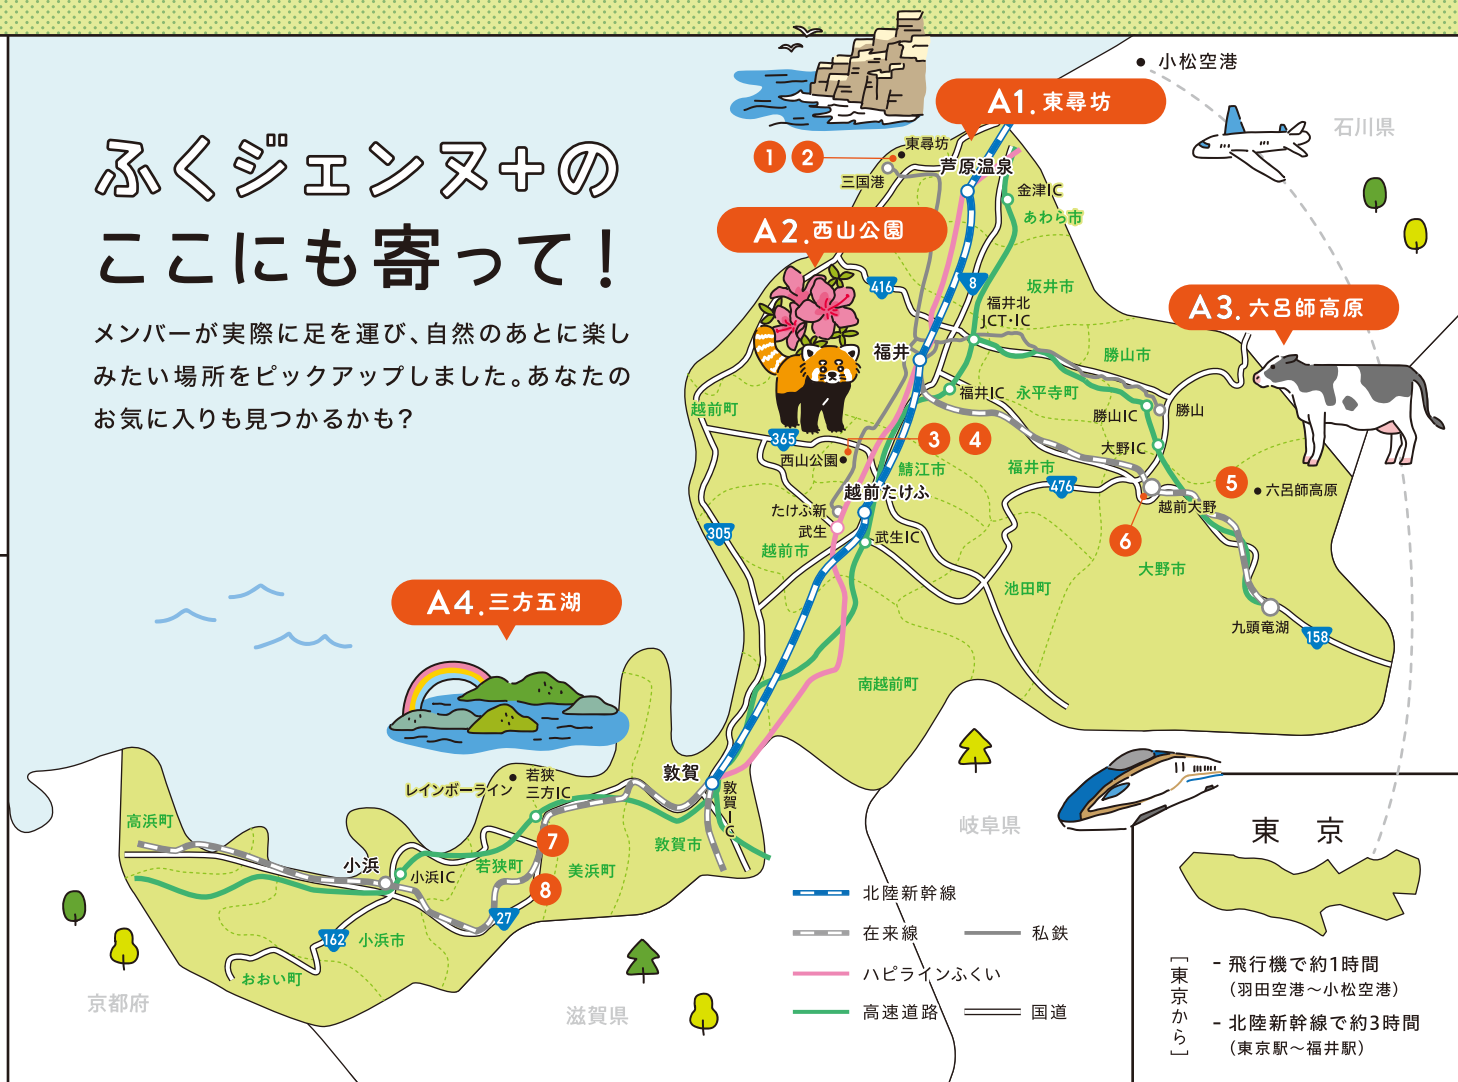 ふくジェンヌ+の
ここにも寄って！
メンバーが実際に足を運び、自然のあとに楽し
みたい場所をピックアップしました。あなたの
お気に入りも見つかるかも？
小松空港
石川県
A1.東尋坊
1 2
東尋坊
三国港
芦原温泉
金津IC
あわら市
A2.西山公園
416
8
坂井市
福井北
JCT・IC
A3.六呂師高原
福井
勝山市
福井IC
永平寺町
勝山IC
勝山
越前町
365
3 4
西山公園
鯖江市
福井市
大野IC
476
5
六呂師高原
越前たけふ
たけふ新
武生
越前大野
305
越前市
武生IC
6
大野市
池田町
A4.三方五湖
九頭竜湖
158
南越前町
敦賀
敦賀IC
レインボーライン
若狭
三方IC
高浜町
7
敦賀市
小浜
小浜IC
若狭町
美浜町
8
27
162
小浜市
おおい町
京都府
滋賀県
岐阜県
北陸新幹線
在来線
私鉄
ハピラインふくい
高速道路
国道
東京
［東京から］
- 飛行機で約1時間
（羽田空港〜小松空港）
- 北陸新幹線で約3時間
（東京駅〜福井駅）